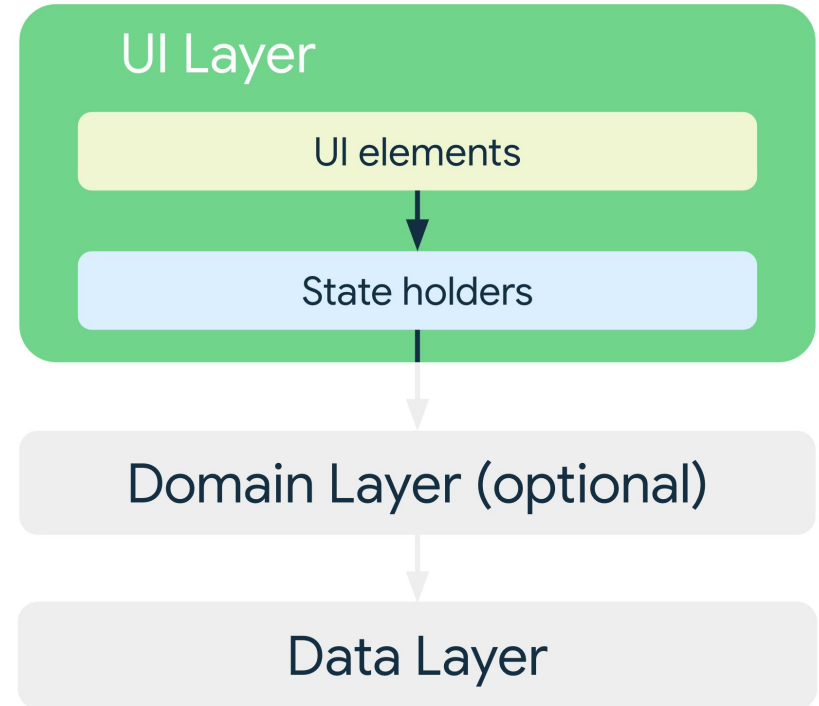 UI Layer
UI elements
State holders
Domain Layer (optional)
Data Layer